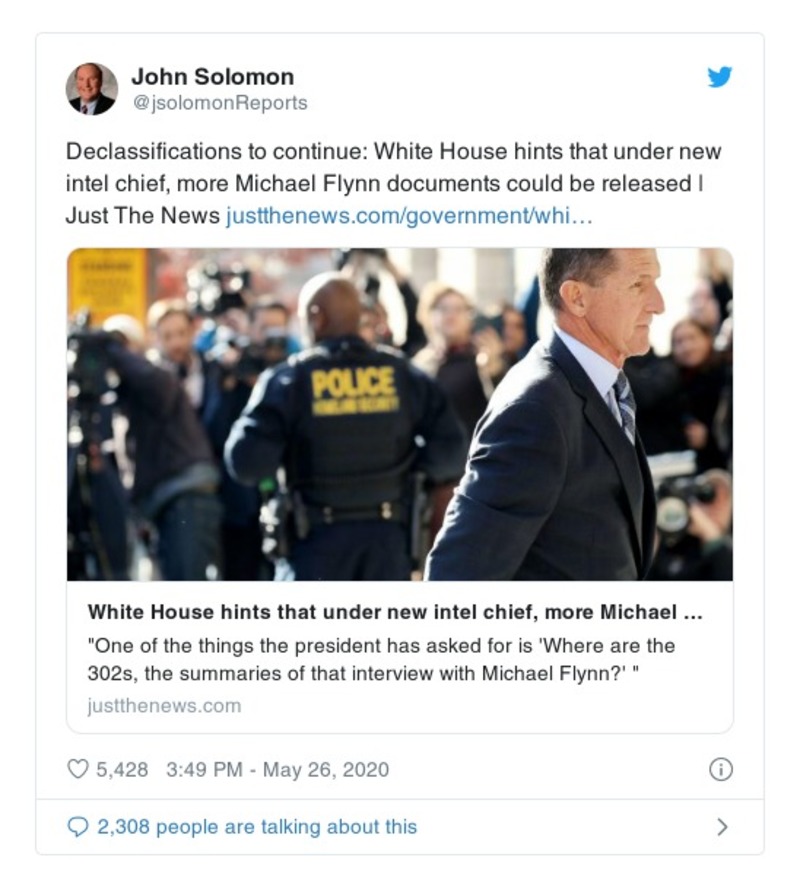 John Solomon
@jsolomonReports
Declassifications to continue: White House hints that under new
intel chief, more Michael Flynn documents could be released |
Just The News justthenews.com/government/whi…
POLICE
HOMELAND SECURITY
White House hints that under new intel chief, more Michael ...
"One of the things the president has asked for is 'Where are the
302s, the summaries of that interview with Michael Flynn?' "
justthenews.com
5,428 3:49 PM - May 26, 2020
2,308 people are talking about this